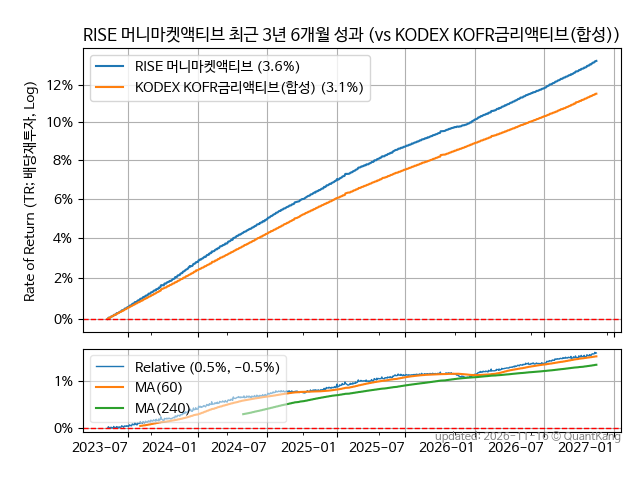 RISE 머니마켓액티브 최근 3년 6개월 성과 (vs KODEX KOFR금리액티브(합성))
Rate of Return (TR; 배당재투자, Log)
12%
10%
8%
6%
4%
2%
0%
RISE 머니마켓액티브 (3.6%)
KODEX KOFR금리액티브(합성) (3.1%)
1%
0%
Relative (0.5%, -0.5%)
MA(60)
MA(240)
2023-07 2024-01 2024-07 2025-01 2025-07 2026-01 2026-07 2027-01
© QuantKang